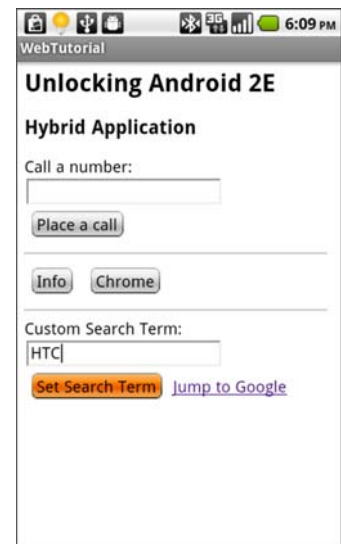 3G
6:09 PM
WebTutorial
Unlocking Android 2E
Hybrid Application
Call a number:
Place a call
Info Chrome
Custom Search Term:
HTC
Set Search Term Jump to Google